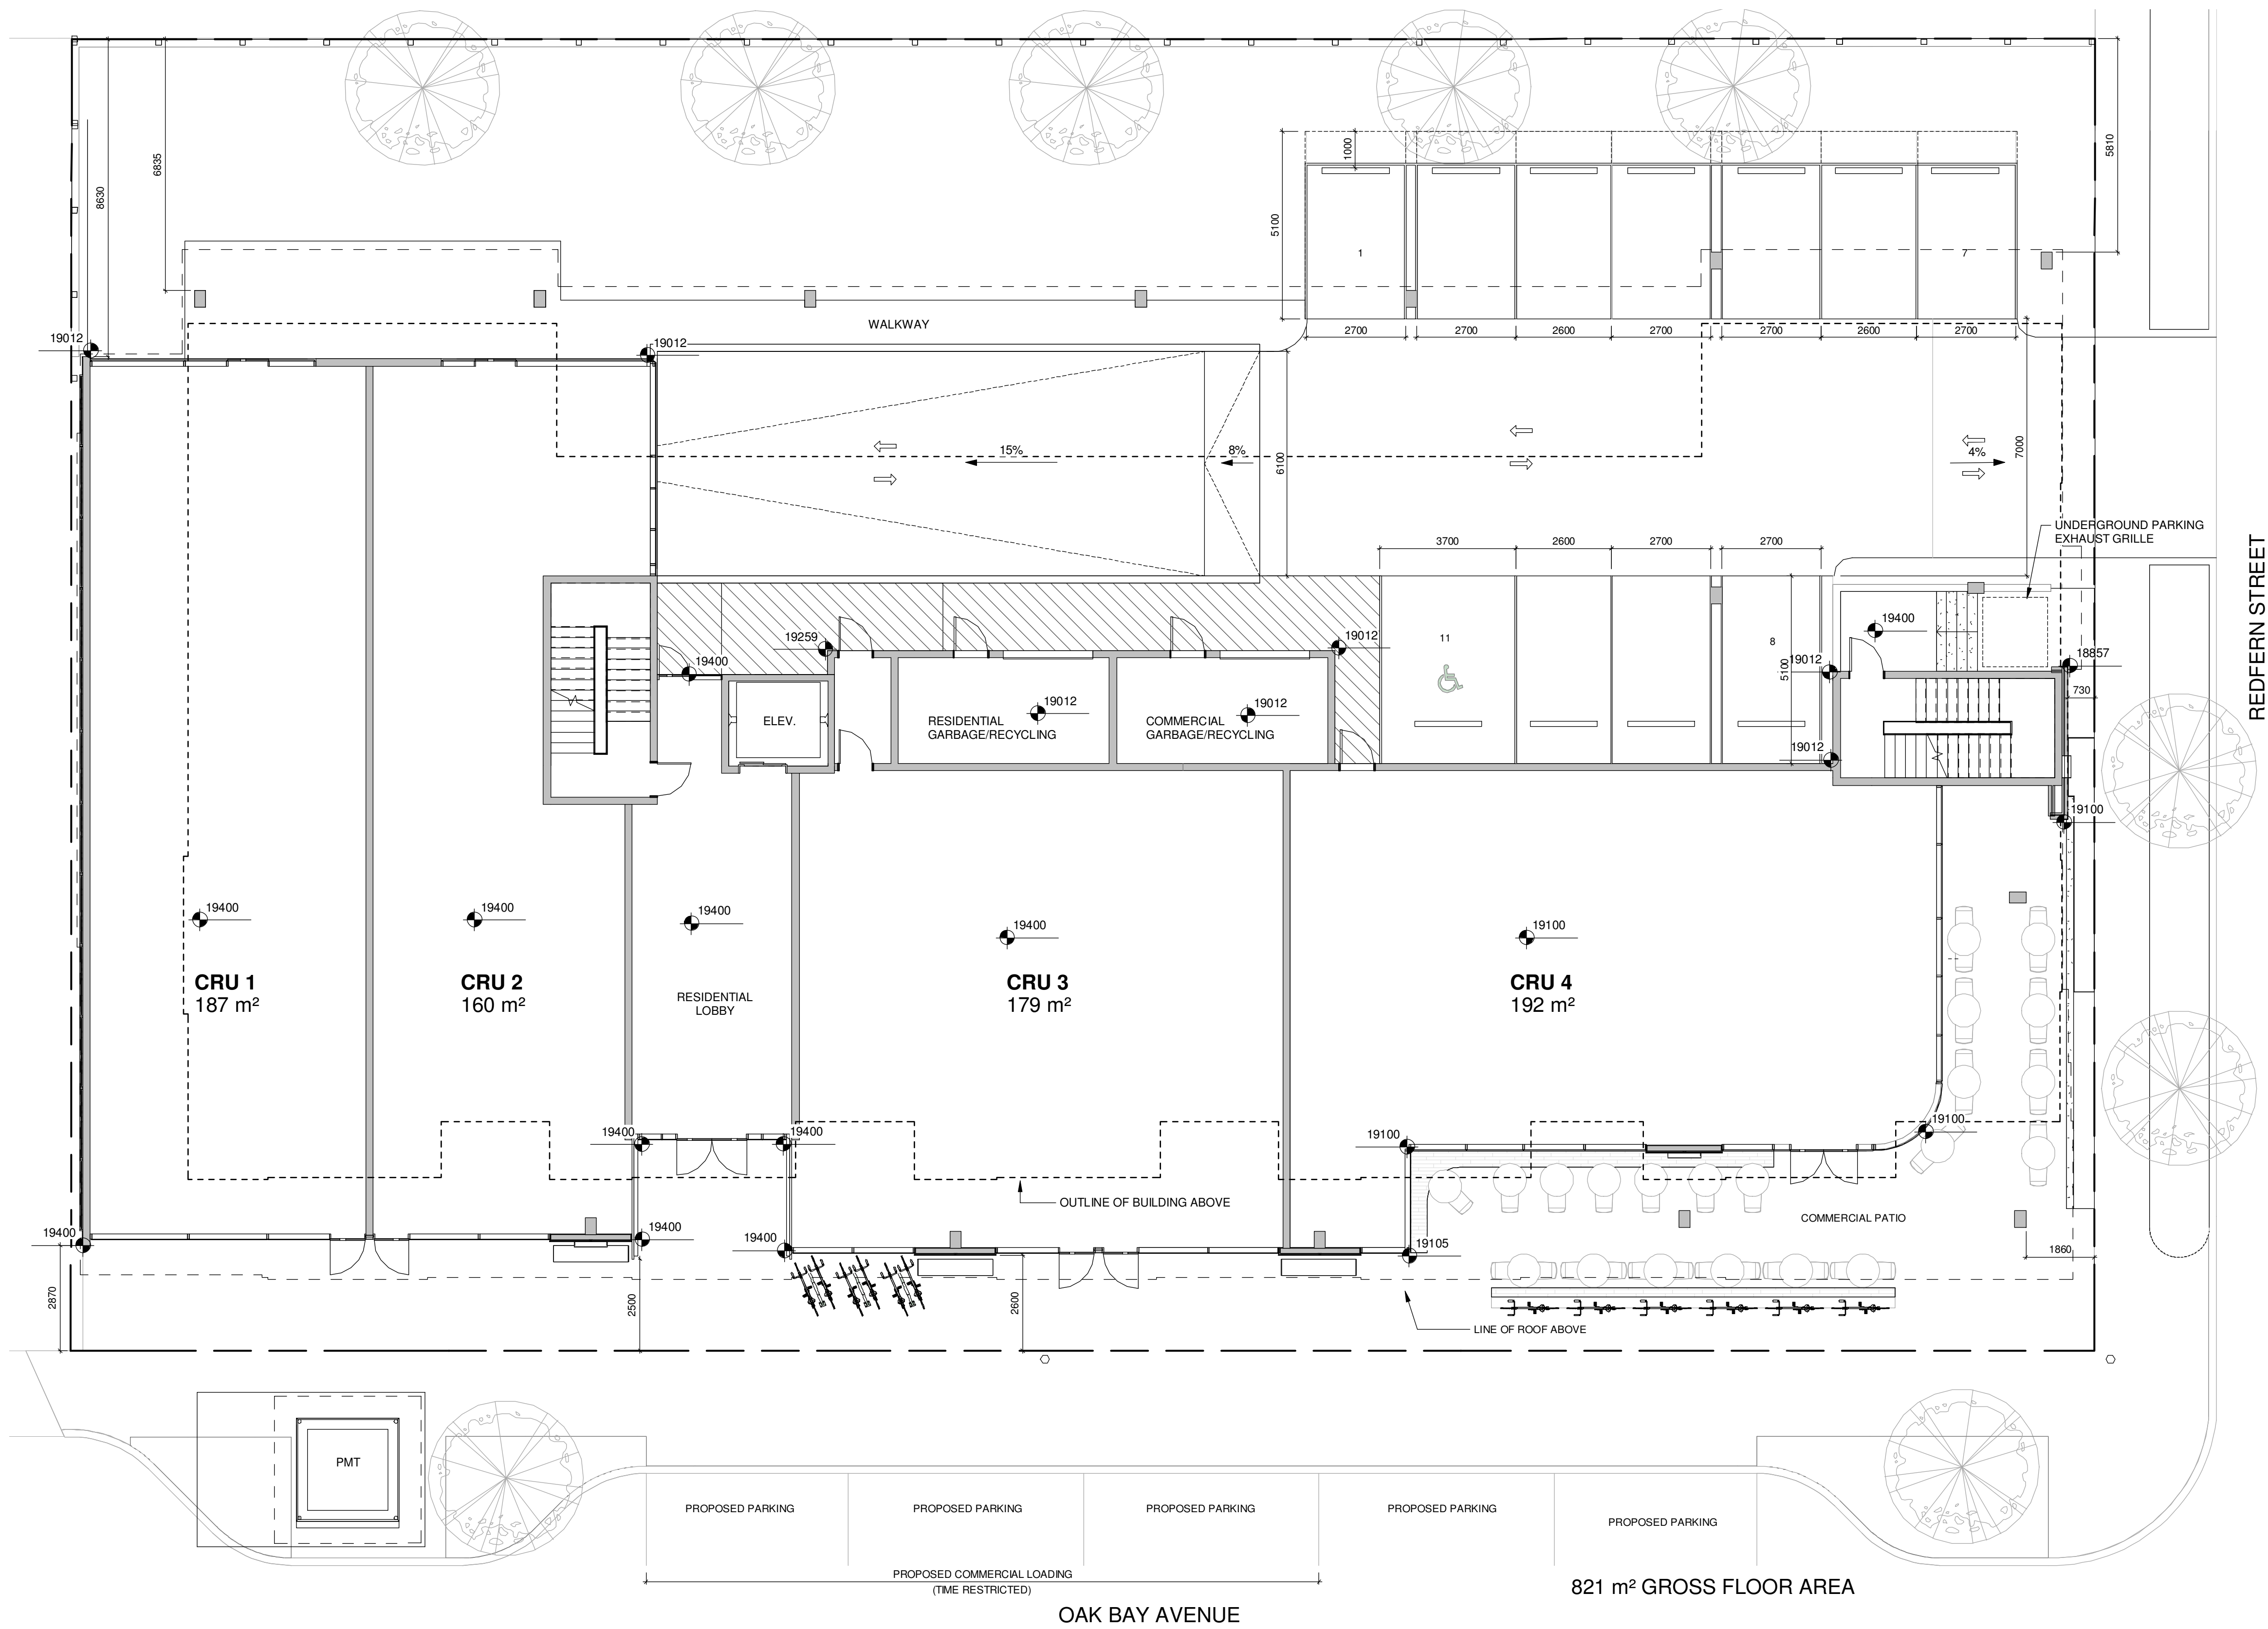 5810
6835
8630
1000
5100
1
7
19012
WALKWAY
19012
2700
2700
2600
2700
2700
2600
2700
15%
8%
6100
4%
7000
UNDERGROUND PARKING
EXHAUST GRILLE
REDFERN STREET
3700
2600
2700
2700
19259
19400
19012
11
8
5100
19012
19400
18857
730
ELEV.
RESIDENTIAL
GARBAGE/RECYCLING
19012
COMMERCIAL
GARBAGE/RECYCLING
19012
19012
19100
19400
19400
19400
19400
19100
CRU 1
187 m²
CRU 2
160 m²
RESIDENTIAL
LOBBY
CRU 3
179 m²
CRU 4
192 m²
19400
19400
19100
19100
OUTLINE OF BUILDING ABOVE
COMMERCIAL PATIO
19400
19400
19400
19105
1860
2870
2500
2600
LINE OF ROOF ABOVE
PMT
PROPOSED PARKING
PROPOSED PARKING
PROPOSED PARKING
PROPOSED PARKING
PROPOSED PARKING
PROPOSED COMMERCIAL LOADING
(TIME RESTRICTED)
821 m² GROSS FLOOR AREA
OAK BAY AVENUE